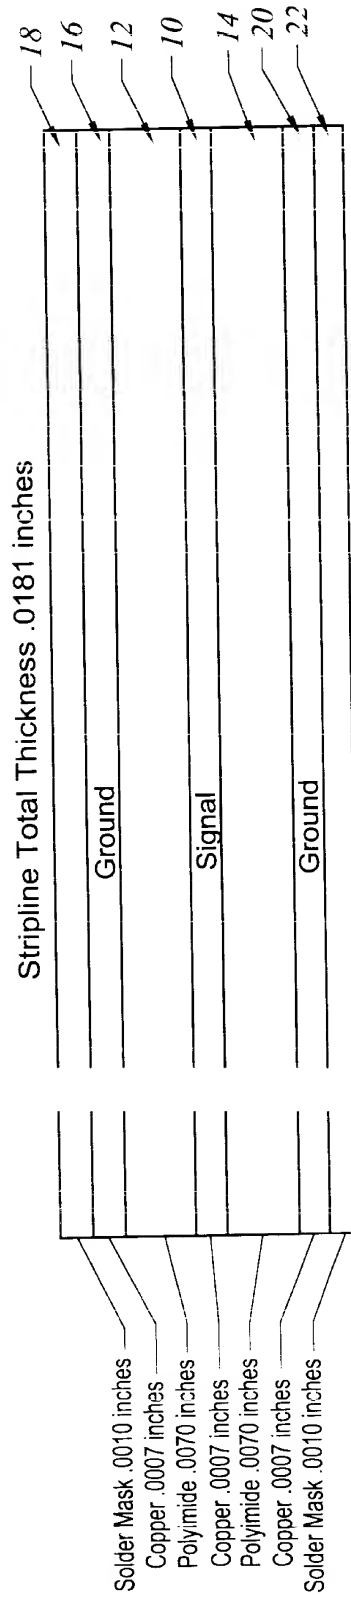 Stripline Total Thickness .0181 inches
18
16
12
10
14
20
22
Ground
Signal
Ground
Solder Mask .0010 inches
Copper .0007 inches
Polyimide .0070 inches
Copper .0007 inches
Polyimide .0070 inches
Copper .0007 inches
Solder Mask .0010 inches